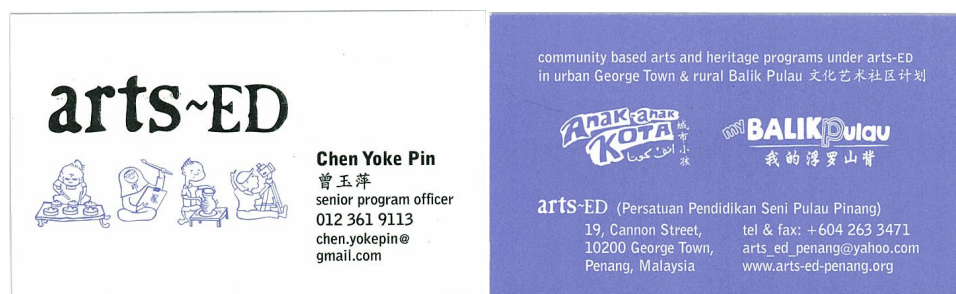 arts~ED
Chen Yoke Pin
曾玉萍
senior program officer
012 361 9113
chen.yokepin@
gmail.com
community based arts and heritage programs under arts-ED
in urban George Town & rural Balik Pulau 文化艺术社区计划
Anak-anak
KOTA
城市小孩
انق٢ كوتا
my BALIK Pulau
我的浮罗山背
arts~ED (Persatuan Pendidikan Seni Pulau Pinang)
19, Cannon Street,
10200 George Town,
Penang, Malaysia
tel & fax: +604 263 3471
arts_ed_penang@yahoo.com
www.arts-ed-penang.org